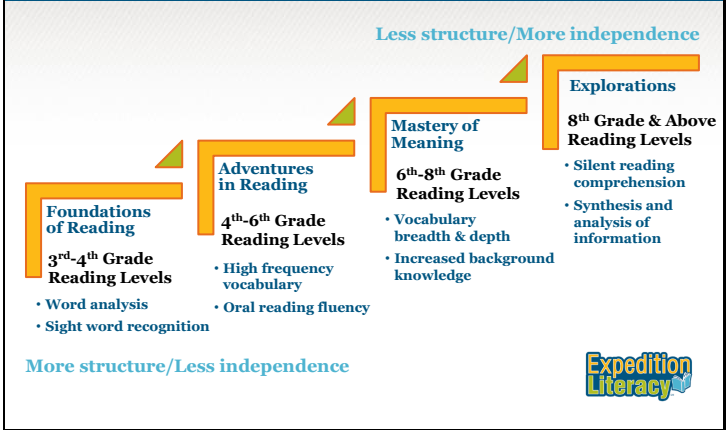 Less structure/More independence
Foundations
of Reading
3rd-4th Grade
Reading Levels
• Word analysis
• Sight word recognition
Adventures
in Reading
4th-6th Grade
Reading Levels
• High frequency
vocabulary
• Oral reading fluency
Mastery of
Meaning
6th-8th Grade
Reading Levels
• Vocabulary
breadth & depth
• Increased background
knowledge
Explorations
8th Grade & Above
Reading Levels
• Silent reading
comprehension
• Synthesis and
analysis of
information
More structure/Less independence
Expedition
Literacy